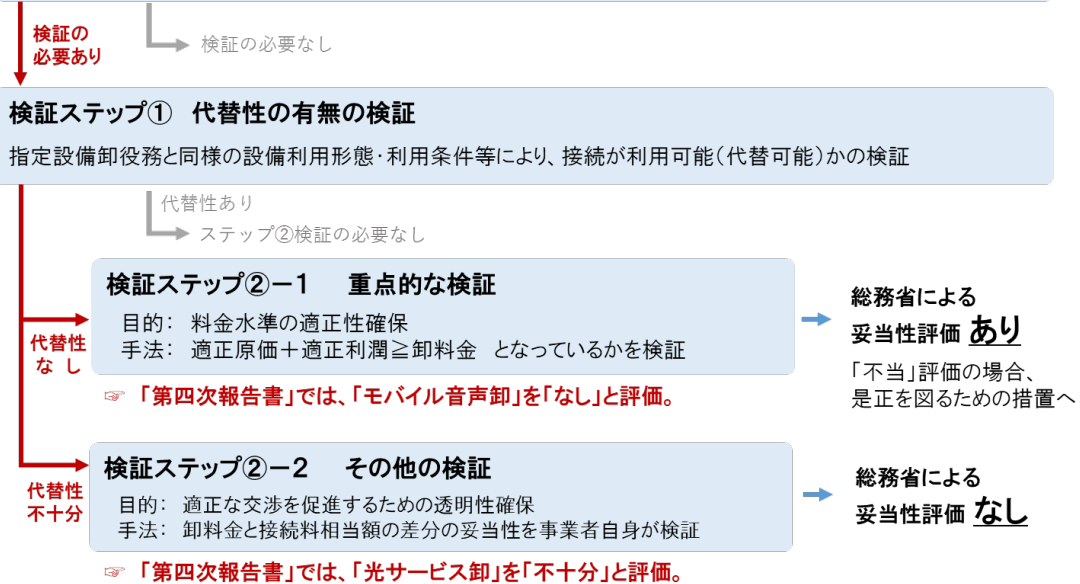 検証の
必要あり
検証の必要なし
検証ステップ① 代替性の有無の検証
指定設備卸役務と同様の設備利用形態・利用条件等により、接続が利用可能(代替可能)かの検証
代替性あり
ステップ②検証の必要なし
代替性
なし
検証ステップ②-1 重点的な検証
目的: 料金水準の適正性確保
手法: 適正原価+適正利潤≧卸料金 となっているかを検証
☞ 「第四次報告書」では、「モバイル音声卸」を「なし」と評価。
総務省による
妥当性評価 あり
「不当」評価の場合、
是正を図るための措置へ
代替性
不十分
検証ステップ②-2 その他の検証
目的: 適正な交渉を促進するための透明性確保
手法: 卸料金と接続料相当額の差分の妥当性を事業者自身が検証
☞ 「第四次報告書」では、「光サービス卸」を「不十分」と評価。
総務省による
妥当性評価 なし